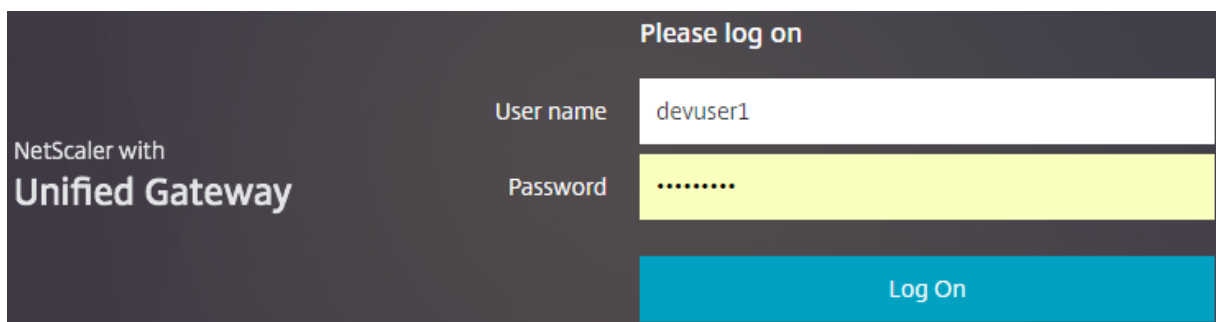 Please log on
User name
devuser1
NetScaler with
Unified Gateway
Password
•••••••••
Log On